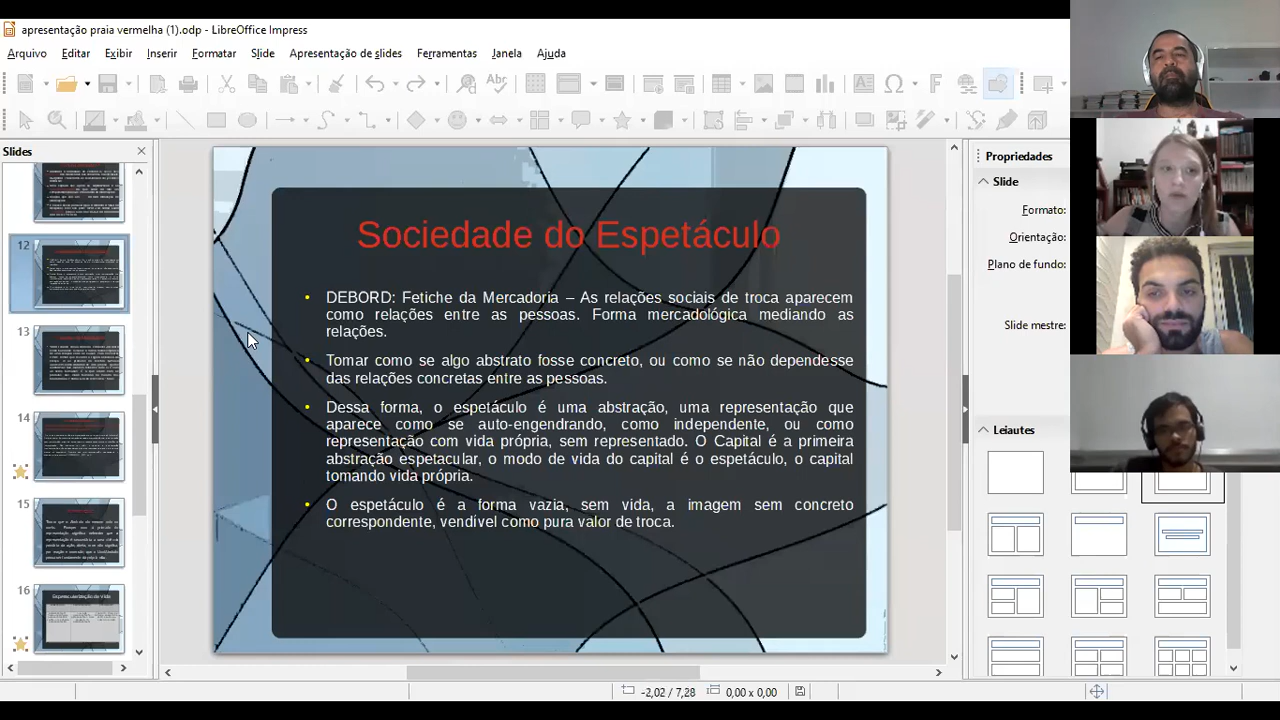 apresentação praia vermelha (1).odp - LibreOffice Impress
Arquivo Editar Exibir Inserir Formatar Slide Apresentação de slides Ferramentas Janela Ajuda
Slides
12
13
14
15
16
Sociedade do Espetáculo
• DEBORD: Fetiche da Mercadoria – As relações sociais de troca aparecem
como relações entre as pessoas. Forma mercadológica mediando as
relações.
• Tomar como se algo abstrato fosse concreto, ou como se não dependesse
das relações concretas entre as pessoas.
• Dessa forma, o espetáculo é uma abstração, uma representação que
aparece como se auto-engendrando, como independente, ou como
representação com vida própria sem representado. O Capital é a primeira
abstração espetacular, o modo de vida do capital é o espetáculo, o capital
tomando vida própria.
• O espetáculo é a forma vazia, sem vida, a imagem sem concreto
correspondente, vendível como pura valor de troca.
Propriedades
Slide
Formato:
Orientação:
Plano de fundo:
Slide mestre:
Leiautes
-2,02 / 7,28 0,00 x 0,00